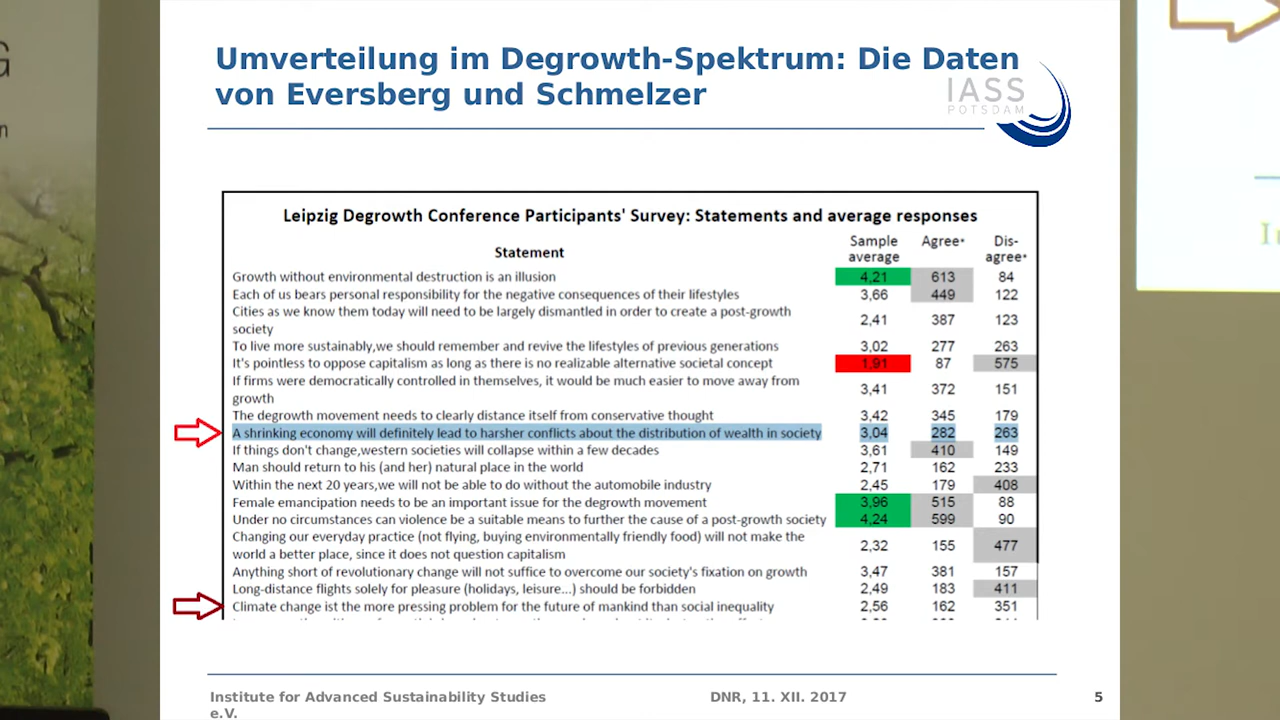 G
n
Umverteilung im Degrowth-Spektrum: Die Daten
von Eversberg und Schmelzer
IASS
POTSDAM
Leipzig Degrowth Conference Participants' Survey: Statements and average responses
Statement Sample average Agree* Dis-agree*
Growth without environmental destruction is an illusion 4,21 613 84
Each of us bears personal responsibility for the negative consequences of their lifestyles 3,66 449 122
Cities as we know them today will need to be largely dismantled in order to create a post-growth
society 2,41 387 123
To live more sustainably,we should remember and revive the lifestyles of previous generations 3,02 277 263
It's pointless to oppose capitalism as long as there is no realizable alternative societal concept 1,91 87 575
If firms were democratically controlled in themselves, it would be much easier to move away from
growth 3,41 372 151
The degrowth movement needs to clearly distance itself from conservative thought 3,42 345 179
A shrinking economy will definitely lead to harsher conflicts about the distribution of wealth in society 3,04 282 263
If things don't change,western societies will collapse within a few decades 3,61 410 149
Man should return to his (and her) natural place in the world 2,71 162 233
Within the next 20 years,we will not be able to do without the automobile industry 2,45 179 408
Female emancipation needs to be an important issue for the degrowth movement 3,96 515 88
Under no circumstances can violence be a suitable means to further the cause of a post-growth society 4,24 599 90
Changing our everyday practice (not flying, buying environmentally friendly food) will not make the
world a better place, since it does not question capitalism 2,32 155 477
Anything short of revolutionary change will not suffice to overcome our society's fixation on growth 3,47 381 157
Long-distance flights solely for pleasure (holidays, leisure...) should be forbidden 2,49 183 411
Climate change ist the more pressing problem for the future of mankind than social inequality 2,56 162 351
Institute for Advanced Sustainability Studies
e.V.
DNR, 11. XII. 2017
5